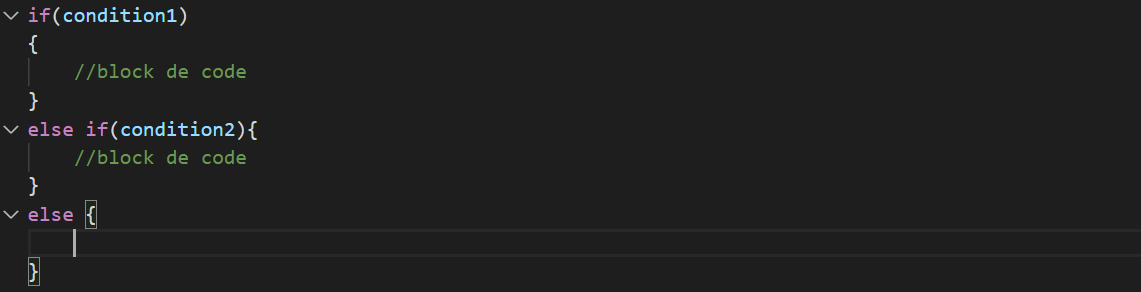 if(condition1)
{
    //block de code
}
else if(condition2){
    //block de code
}
else {
}